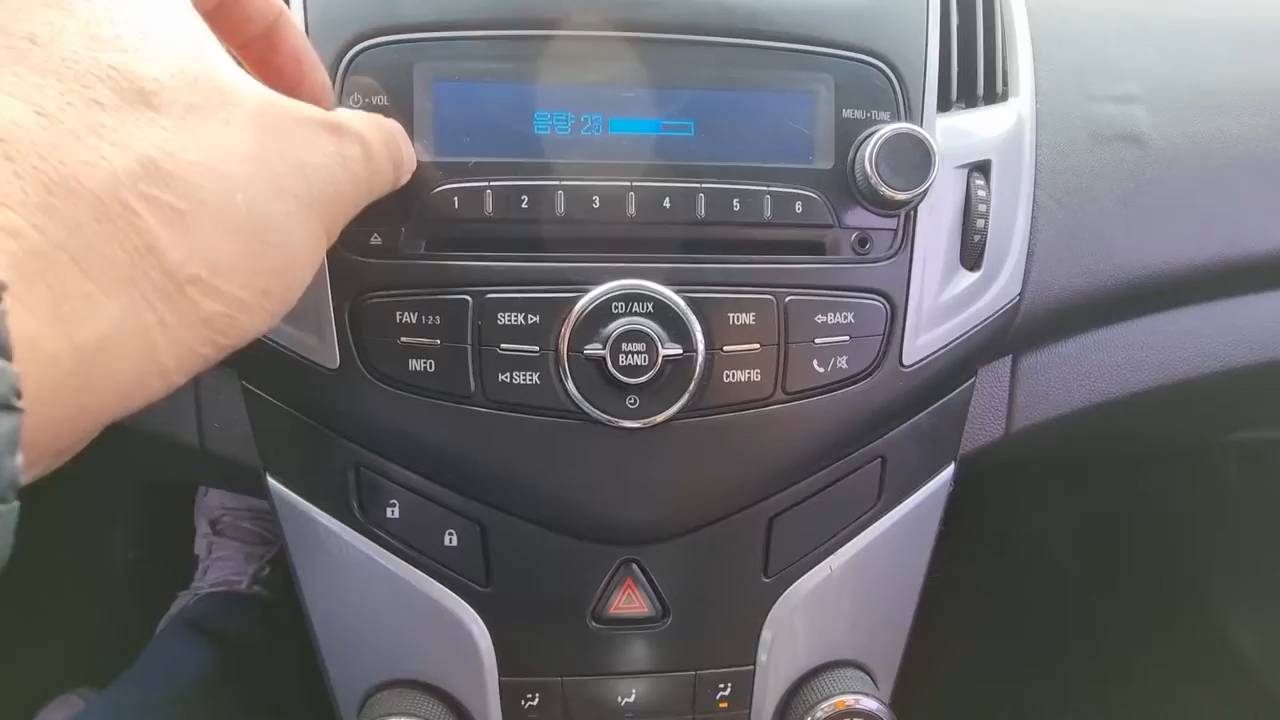 VOL
MENU•TUNE
음량 23
1 2 3 4 5 6
FAV 1-2-3
SEEK
CD/AUX
TONE
BACK
RADIO
BAND
INFO
SEEK
CONFIG